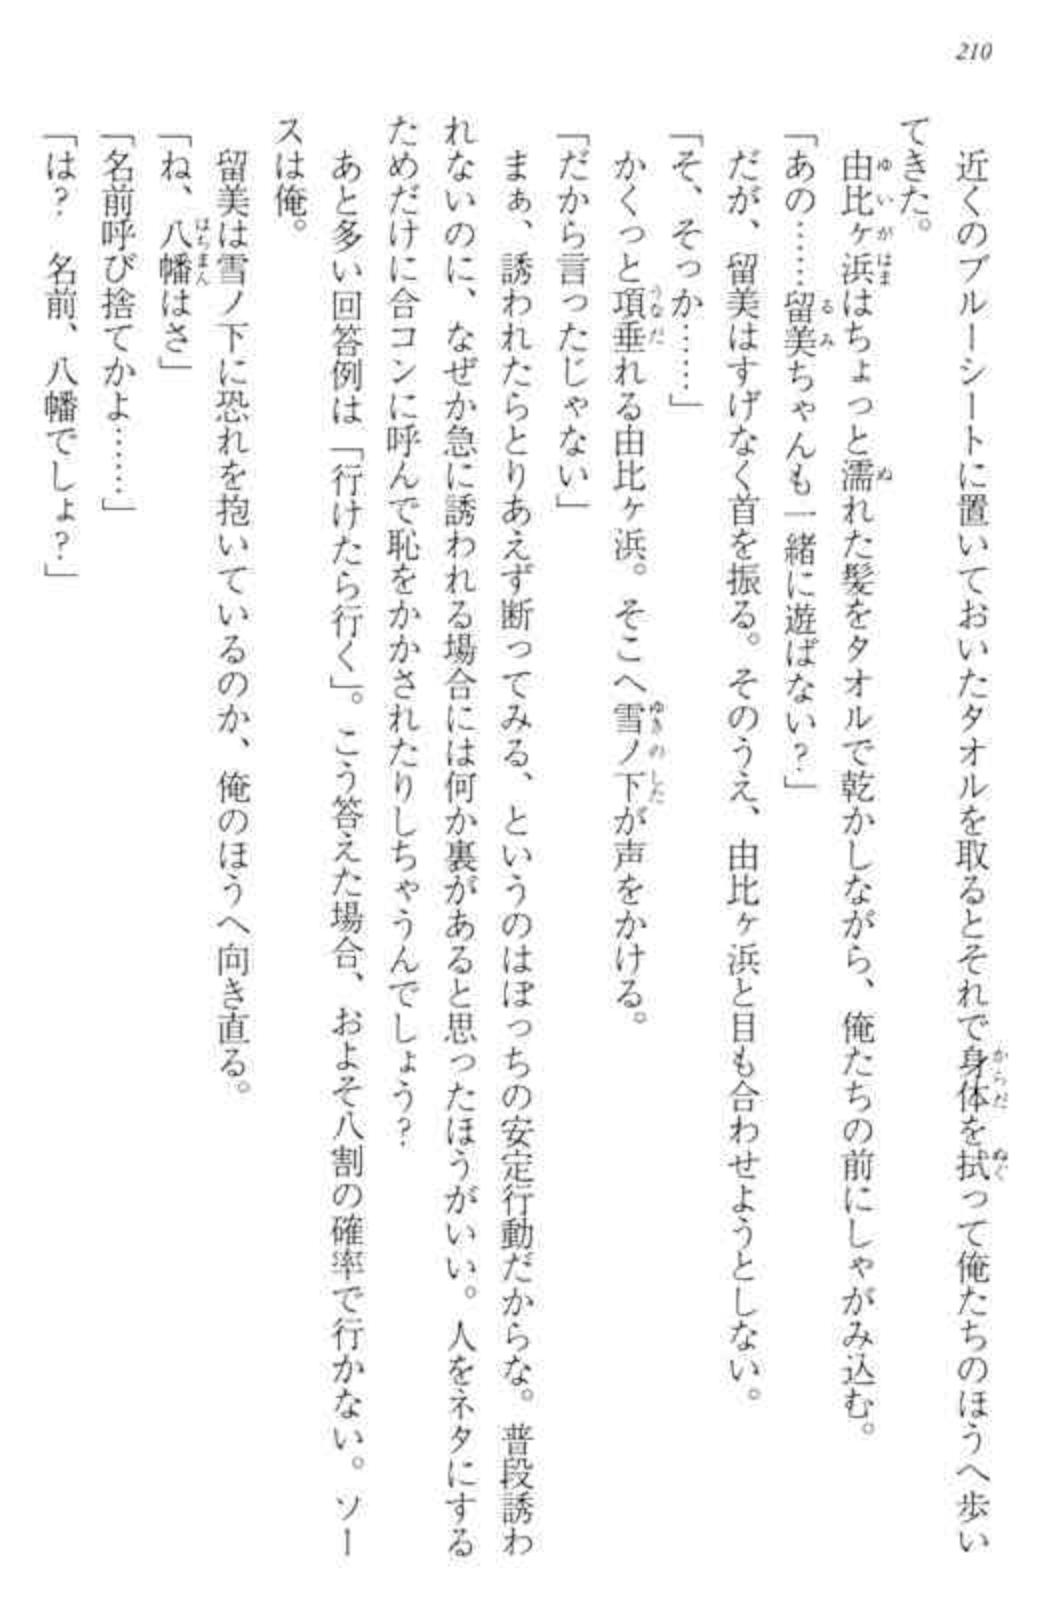 210
近くのブルーシートに置いておいたタオルを取るとそれで身体を拭って俺たちのほうへ歩い
てきた。
由比ヶ浜はちょっと濡れた髪をタオルで乾かしながら、俺たちの前にしゃがみ込む。
「あの……留美ちゃんも一緒に遊ばない？」
だが、留美はすげなく首を振る。そのうえ、由比ヶ浜と目も合わせようとしない。
「そ、そっか……」
かくっと項垂れる由比ヶ浜。そこへ雪ノ下が声をかける。
「だから言ったじゃない」
まぁ、誘われたらとりあえず断ってみる、というのはぼっちの安定行動だからな。普段誘わ
れないのに、なぜか急に誘われる場合には何か裏があると思ったほうがいい。人をネタにする
ためだけに合コンに呼んで恥をかかされたりしちゃうんでしょう？
あと多い回答例は「行けたら行く」。こう答えた場合、およそ八割の確率で行かない。ソー
スは俺。
留美は雪ノ下に恐れを抱いているのか、俺のほうへ向き直る。
「ね、八幡はさ」
「名前呼び捨てかよ……」
「は？　名前、八幡でしょ？」